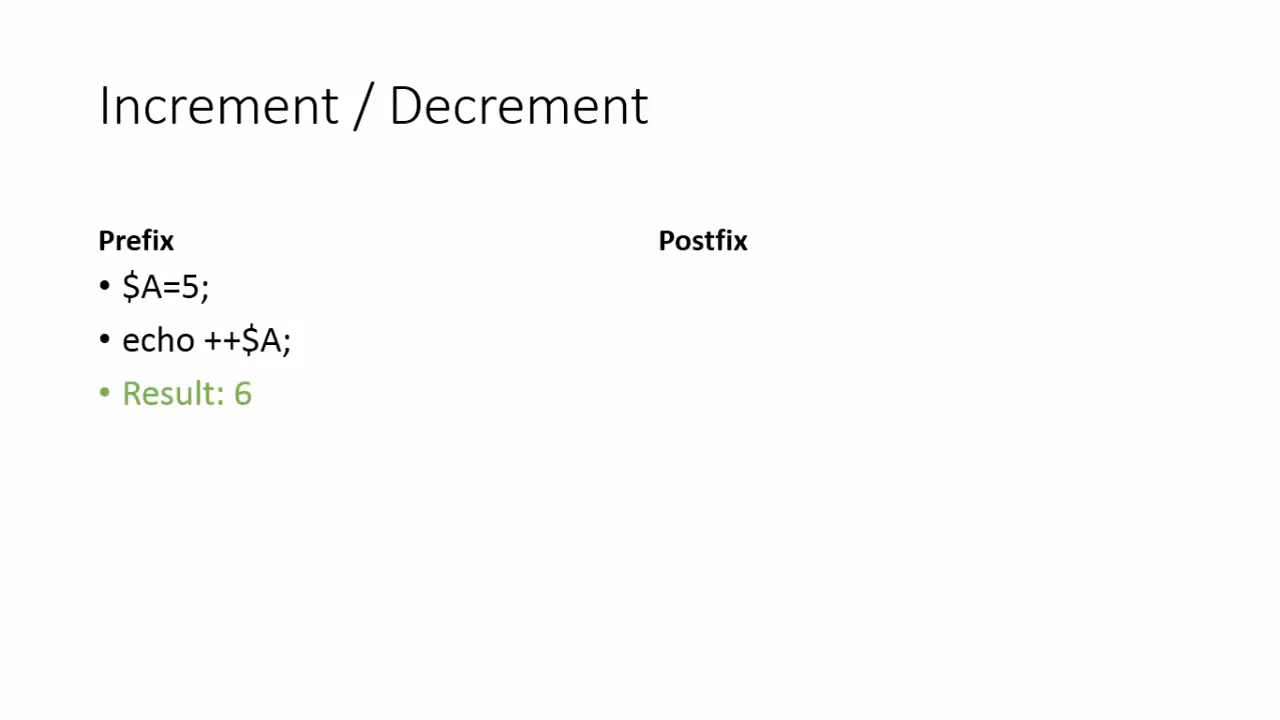 Increment / Decrement
Prefix
• $A=5;
• echo ++$A;
• Result: 6
Postfix